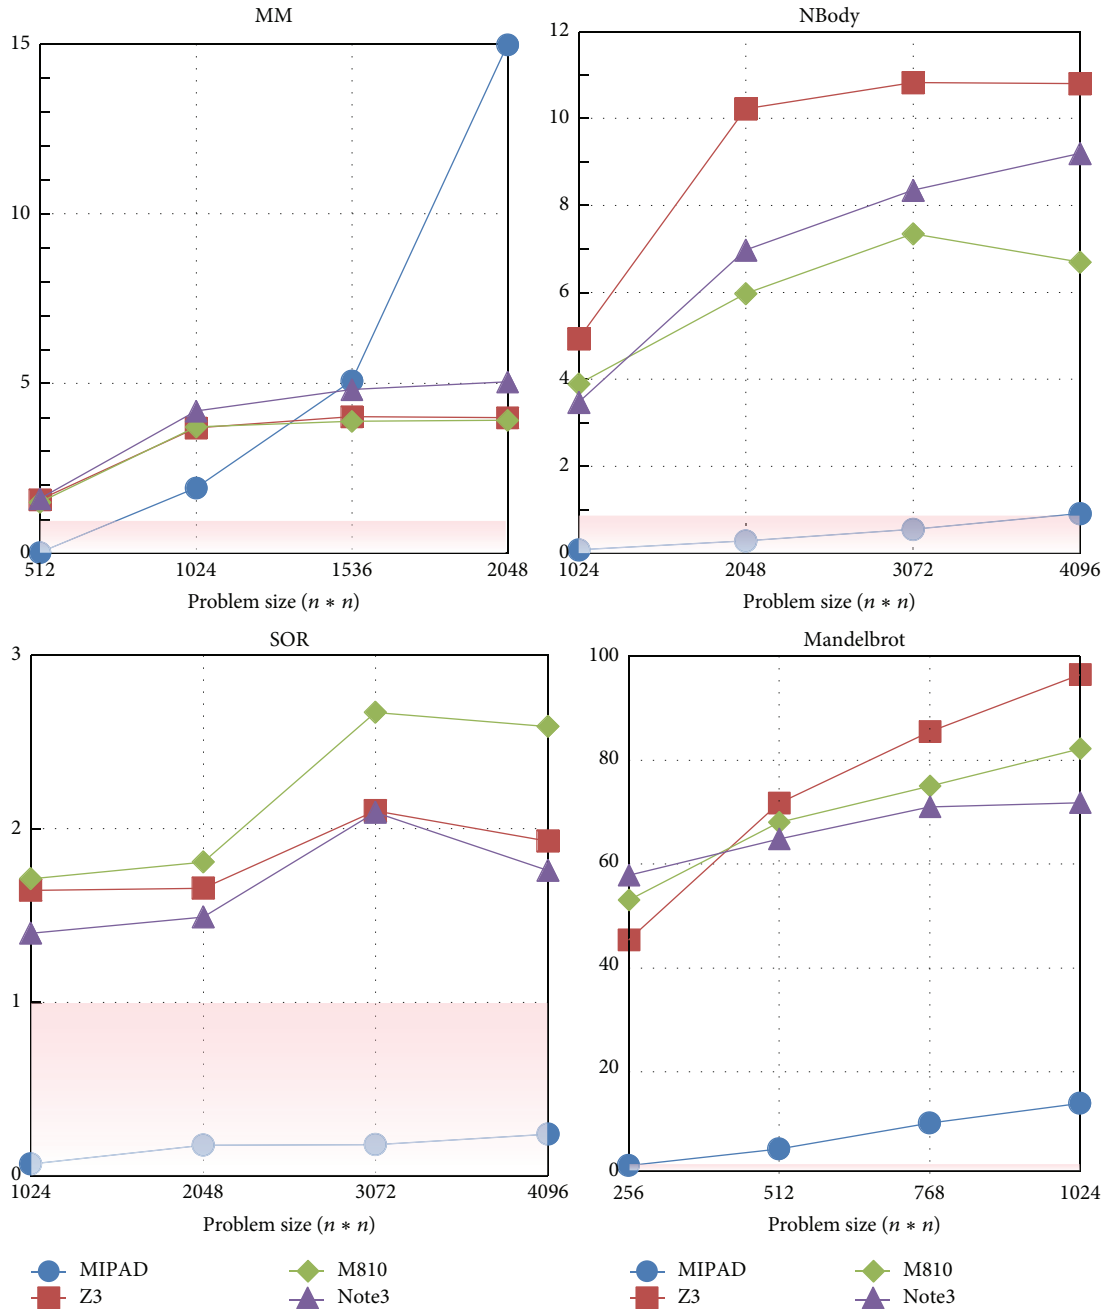 MM
15
10
5
0
512 1024 1536 2048
Problem size (n * n)
NBody
12
10
8
6
4
2
0
1024 2048 3072 4096
Problem size (n * n)
SOR
3
2
1
0
1024 2048 3072 4096
Problem size (n * n)
Mandelbrot
100
80
60
40
20
0
256 512 768 1024
Problem size (n * n)
MIPAD M810
Z3 Note3
MIPAD M810
Z3 Note3